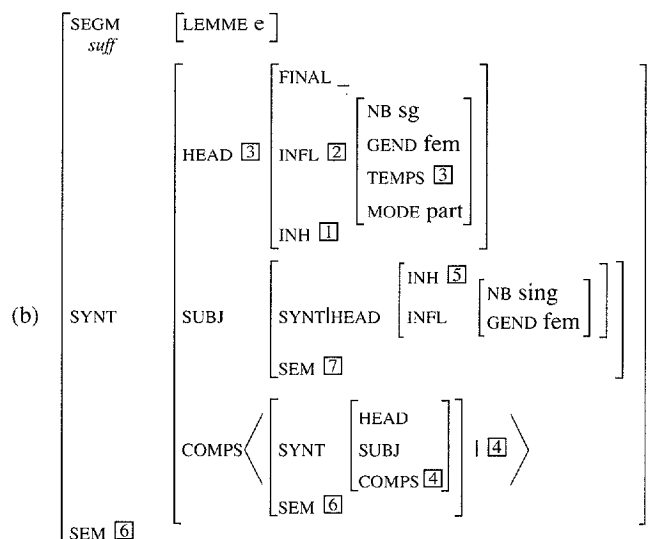 SEGM [LEMME e]
suff
FINAL _
NB sg
GEND fem
HEAD 3 INFL 2 TEMPS 3
MODE part
INH 1
INH 5
NB sing
(b) SYNT SUBJ SYNT|HEAD INFL GEND fem
SEM 7
HEAD
COMPS < SYNT SUBJ | 4 >
COMPS 4
SEM 6
SEM 6